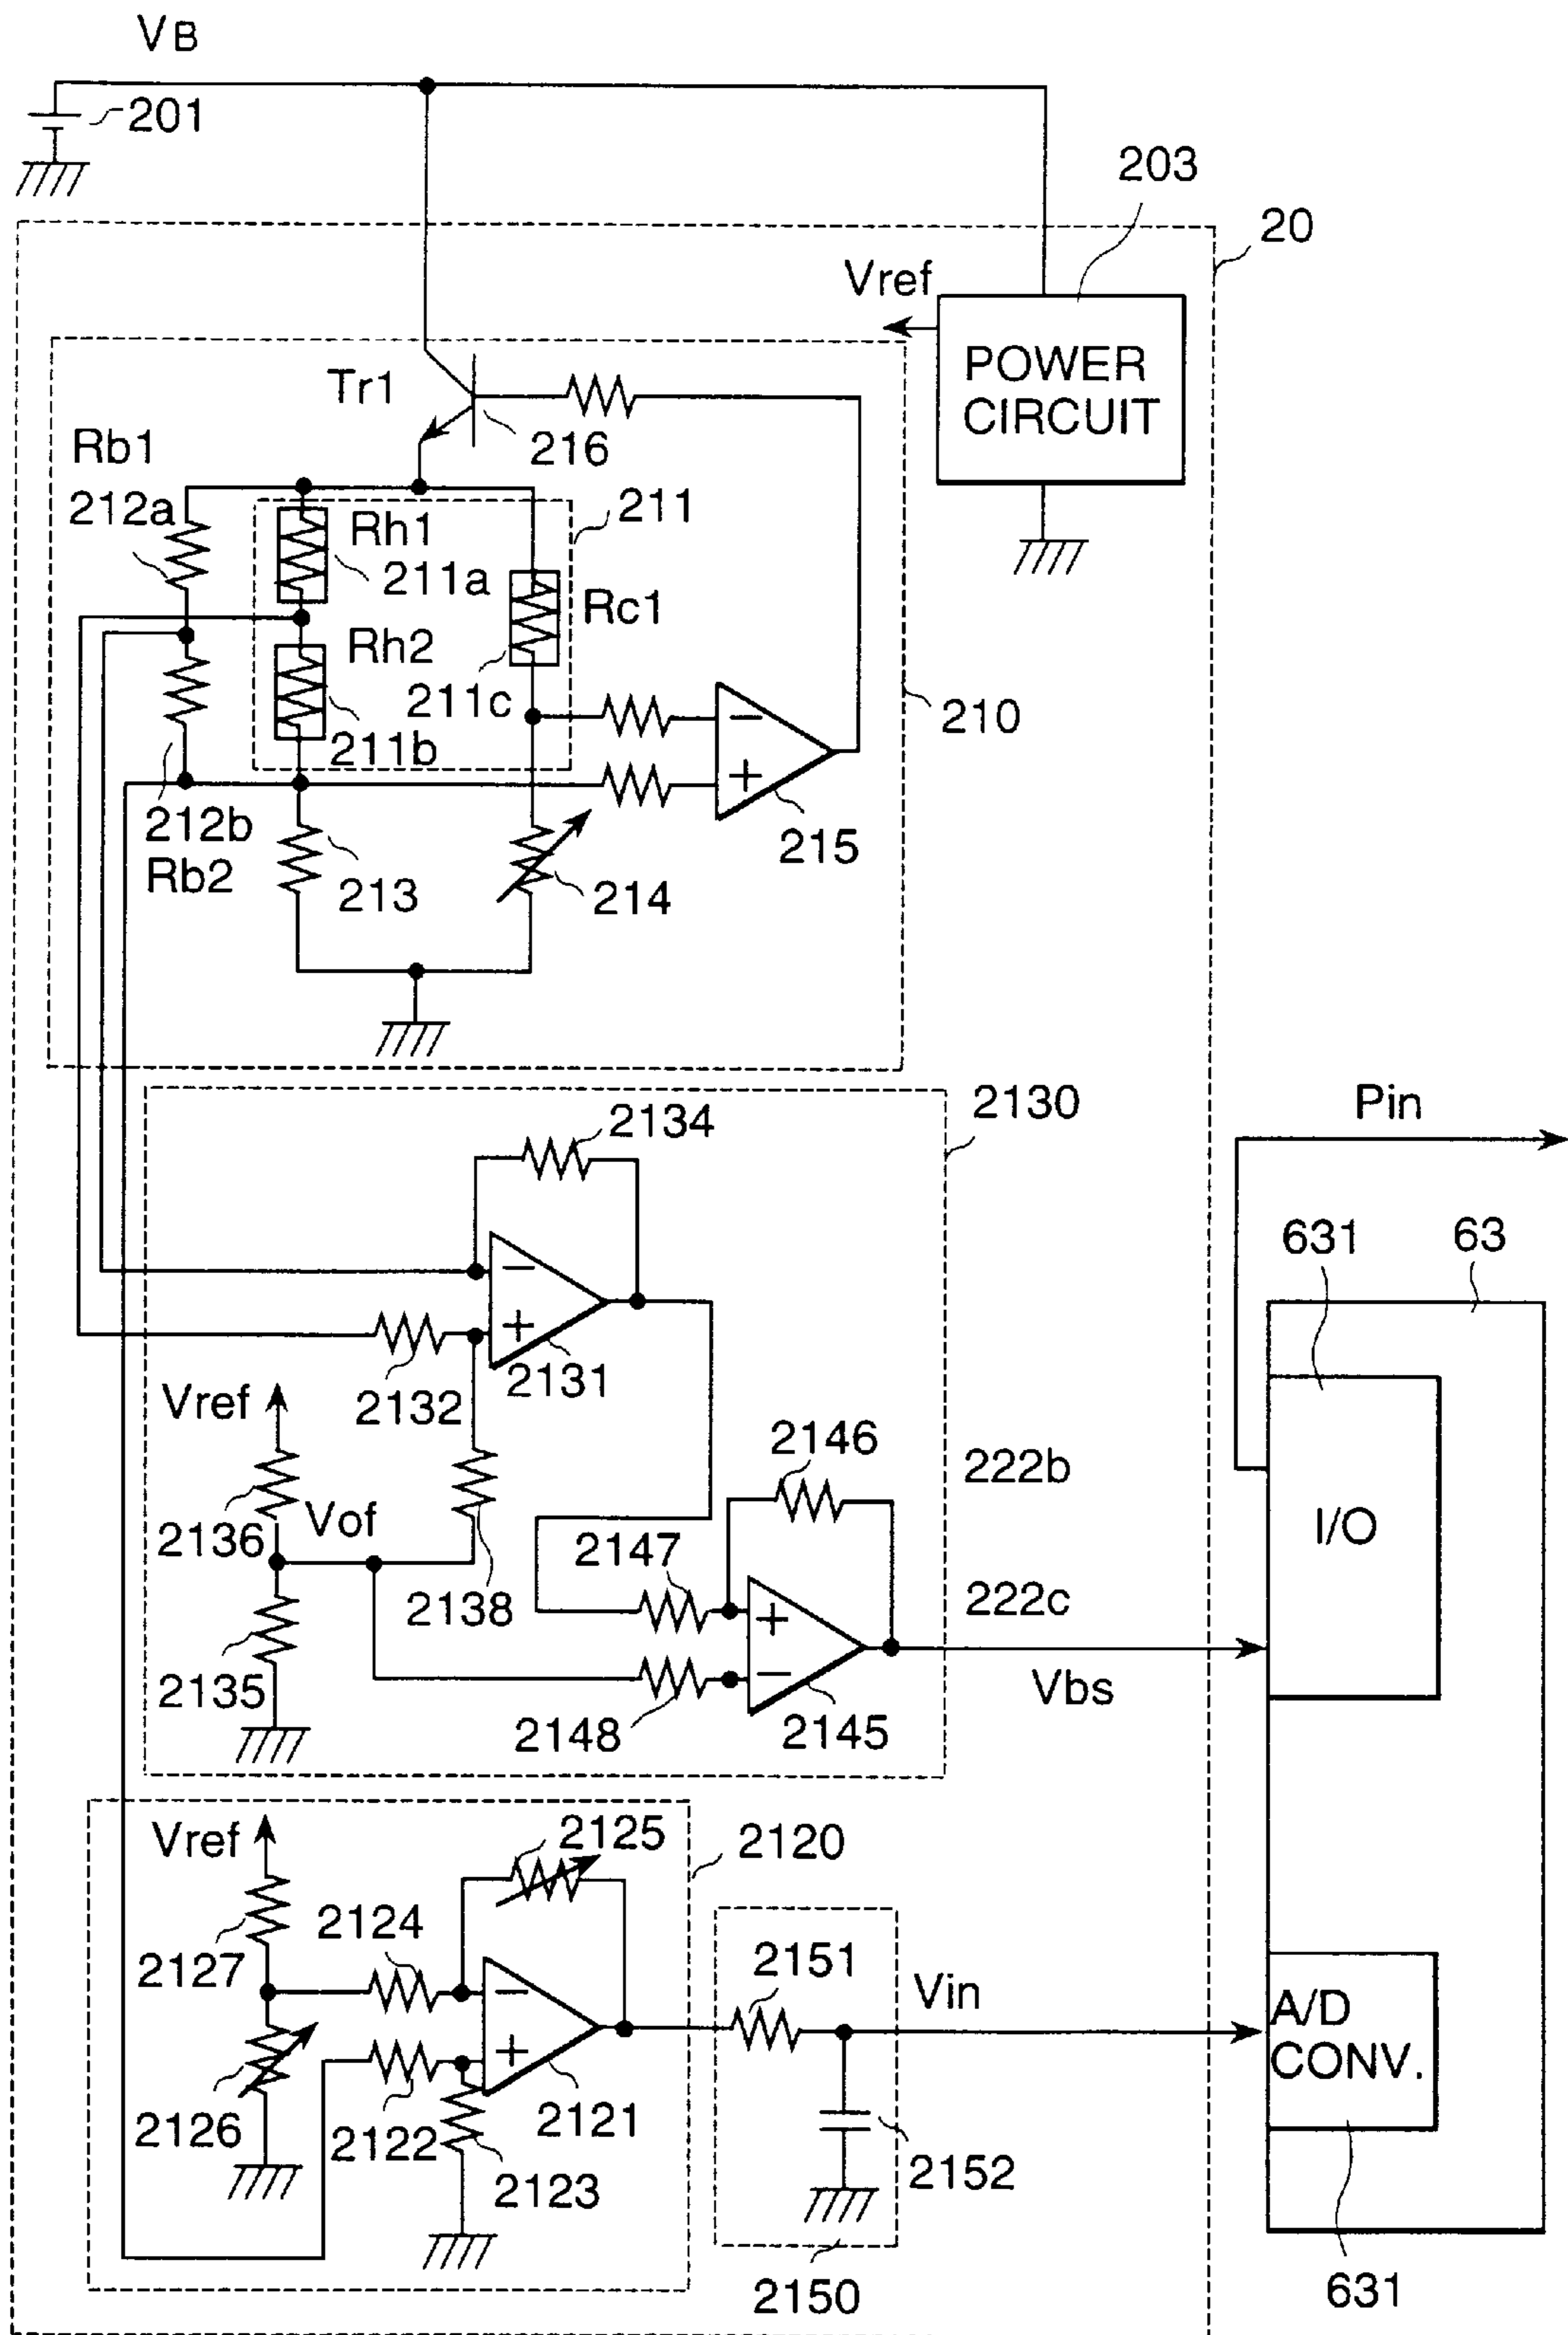 VB
201
203
20
Vref
POWER
CIRCUIT
Tr1
216
Rb1
212a
Rh1
211a
211
Rc1
Rh2
211c
211b
210
−
+
215
212b
Rb2
213
214
2130
2134
Pin
631
63
−
+
2131
2132
Vref
2136
Vof
2138
2146
222b
I/O
2147
222c
+
−
2135
2148
2145
Vbs
Vref
2125
2120
2124
2127
2151
Vin
−
+
A/D
CONV.
2126
2122
2121
2123
2152
2150
631